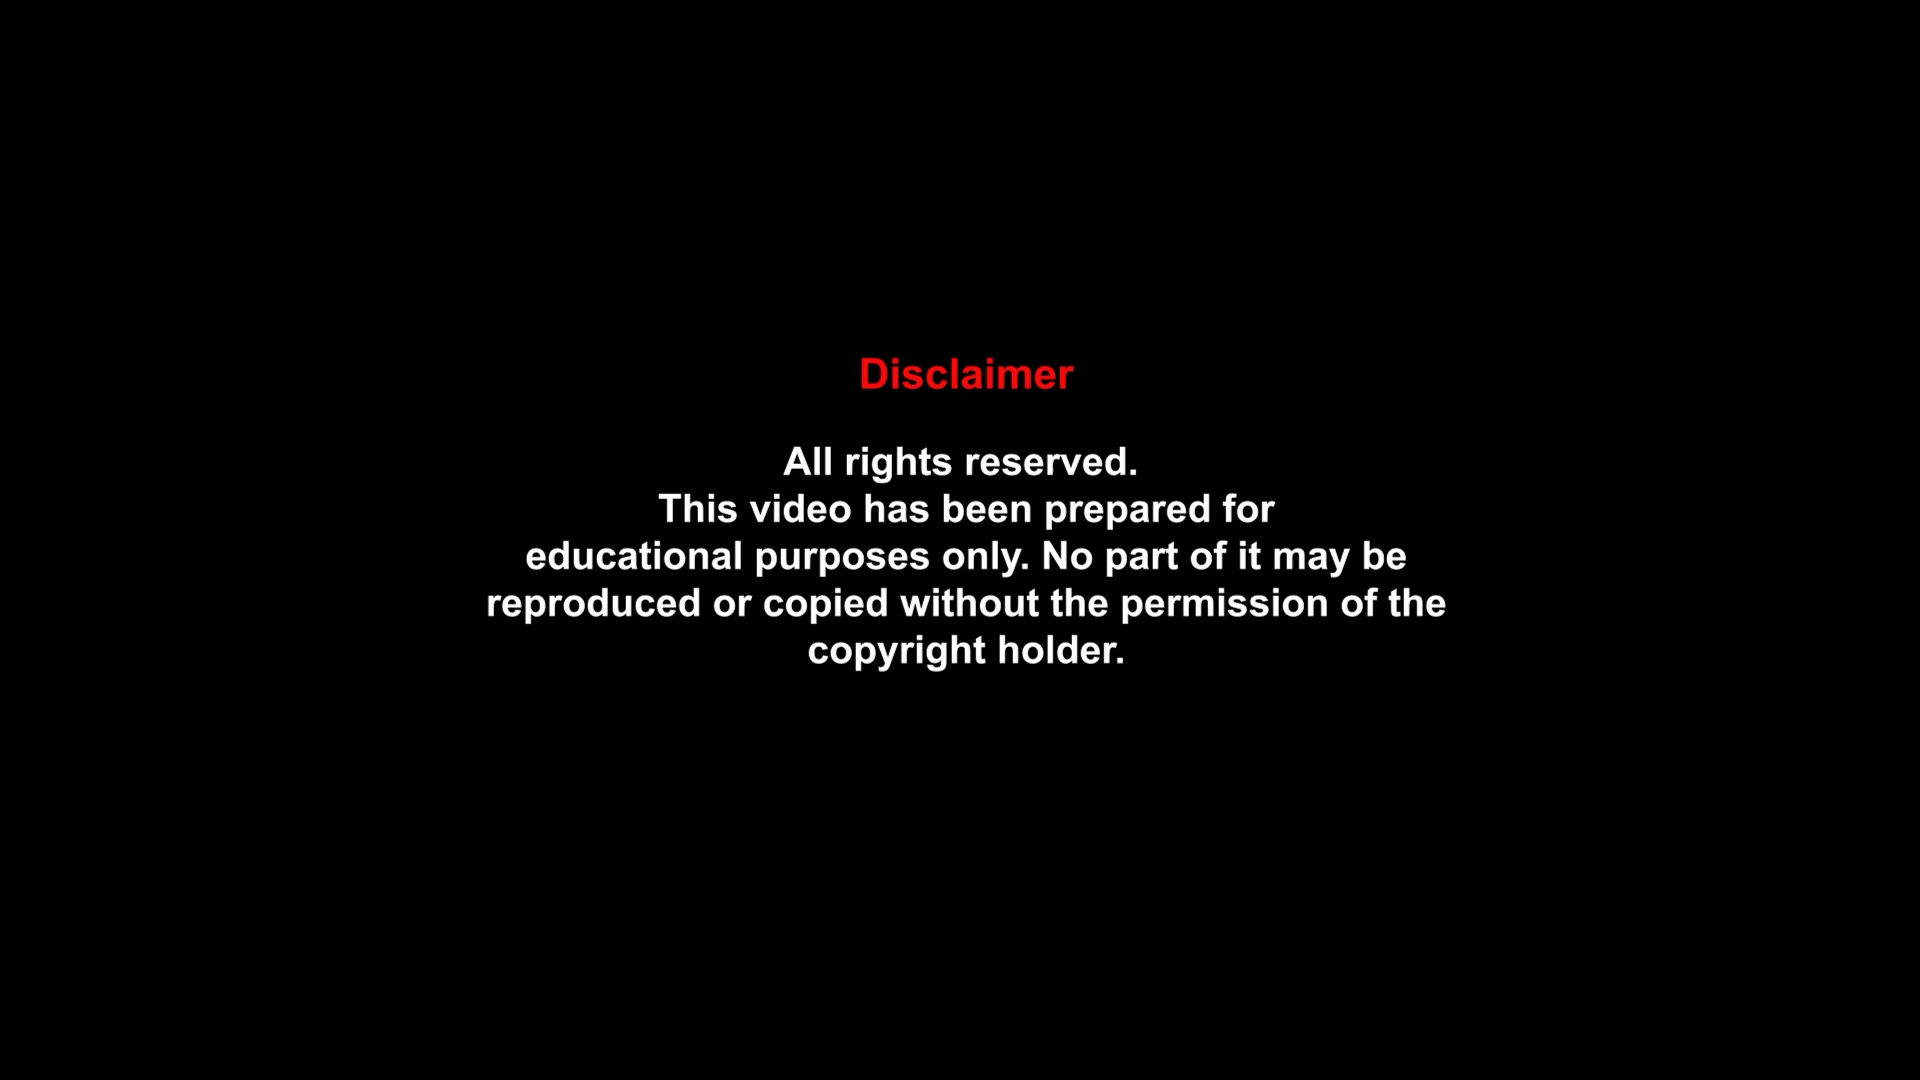 Disclaimer
All rights reserved.
This video has been prepared for
educational purposes only. No part of it may be
reproduced or copied without the permission of the
copyright holder.